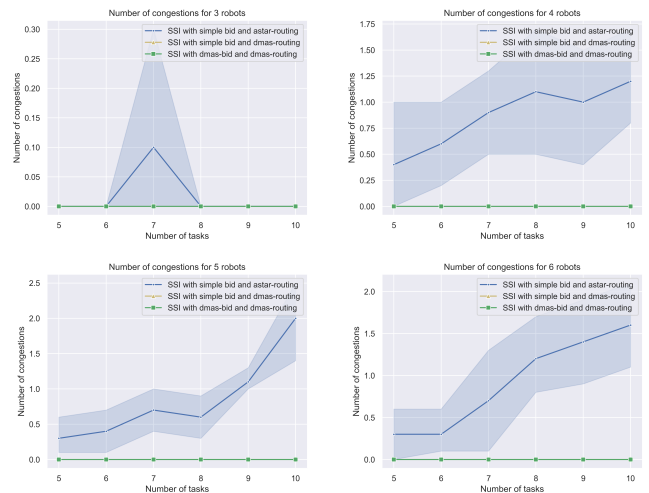 Number of congestions for 3 robots
SSI with simple bid and astar-routing
SSI with simple bid and dmas-routing
SSI with dmas-bid and dmas-routing
Number of congestions
0.30
0.25
0.20
0.15
0.10
0.05
0.00
5 6 7 8 9 10
Number of tasks
Number of congestions for 4 robots
SSI with simple bid and astar-routing
SSI with simple bid and dmas-routing
SSI with dmas-bid and dmas-routing
Number of congestions
1.75
1.50
1.25
1.00
0.75
0.50
0.25
0.00
5 6 7 8 9 10
Number of tasks
Number of congestions for 5 robots
SSI with simple bid and astar-routing
SSI with simple bid and dmas-routing
SSI with dmas-bid and dmas-routing
Number of congestions
2.5
2.0
1.5
1.0
0.5
0.0
5 6 7 8 9 10
Number of tasks
Number of congestions for 6 robots
SSI with simple bid and astar-routing
SSI with simple bid and dmas-routing
SSI with dmas-bid and dmas-routing
Number of congestions
2.0
1.5
1.0
0.5
0.0
5 6 7 8 9 10
Number of tasks